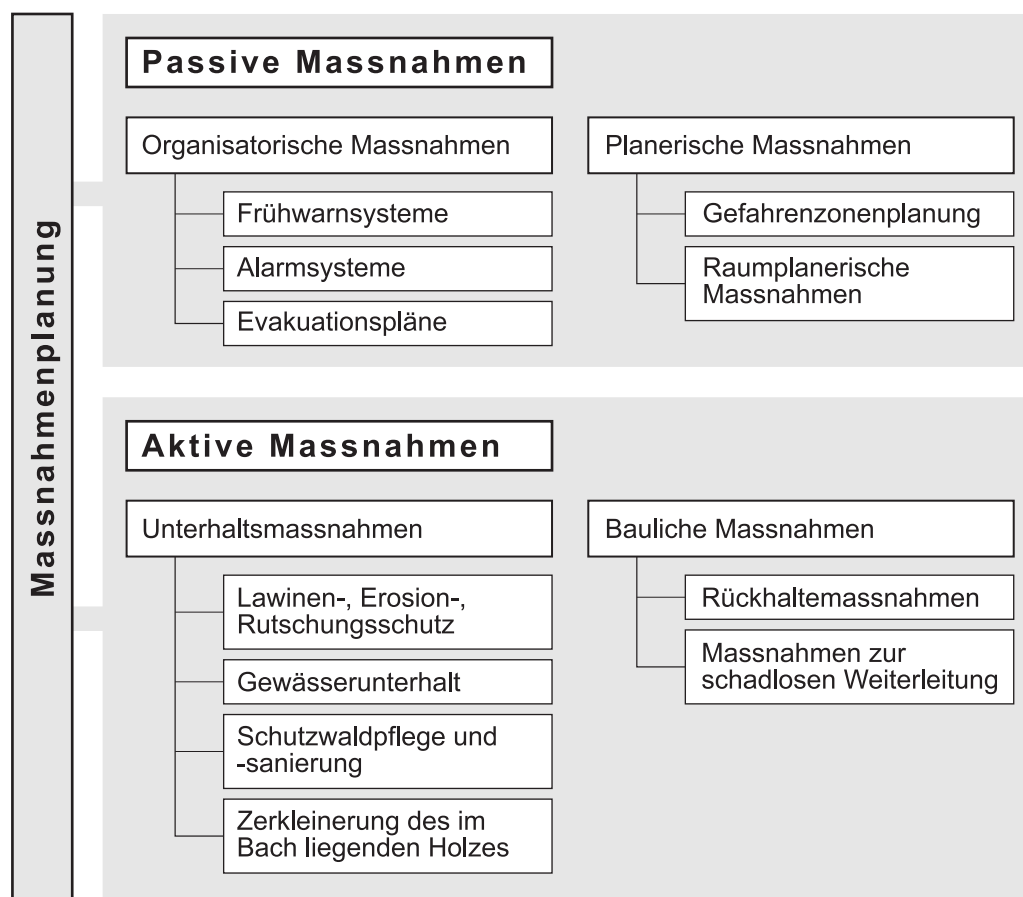 Massnahmenplanung
Passive Massnahmen
Organisatorische Massnahmen
Frühwarnsysteme
Alarmsysteme
Evakuationspläne
Planerische Massnahmen
Gefahrenzonenplanung
Raumplanerische
Massnahmen
Aktive Massnahmen
Unterhaltsmassnahmen
Lawinen-, Erosion-,
Rutschungsschutz
Gewässerunterhalt
Schutzwaldpflege und
-sanierung
Zerkleinerung des im
Bach liegenden Holzes
Bauliche Massnahmen
Rückhaltemassnahmen
Massnahmen zur
schadlosen Weiterleitung